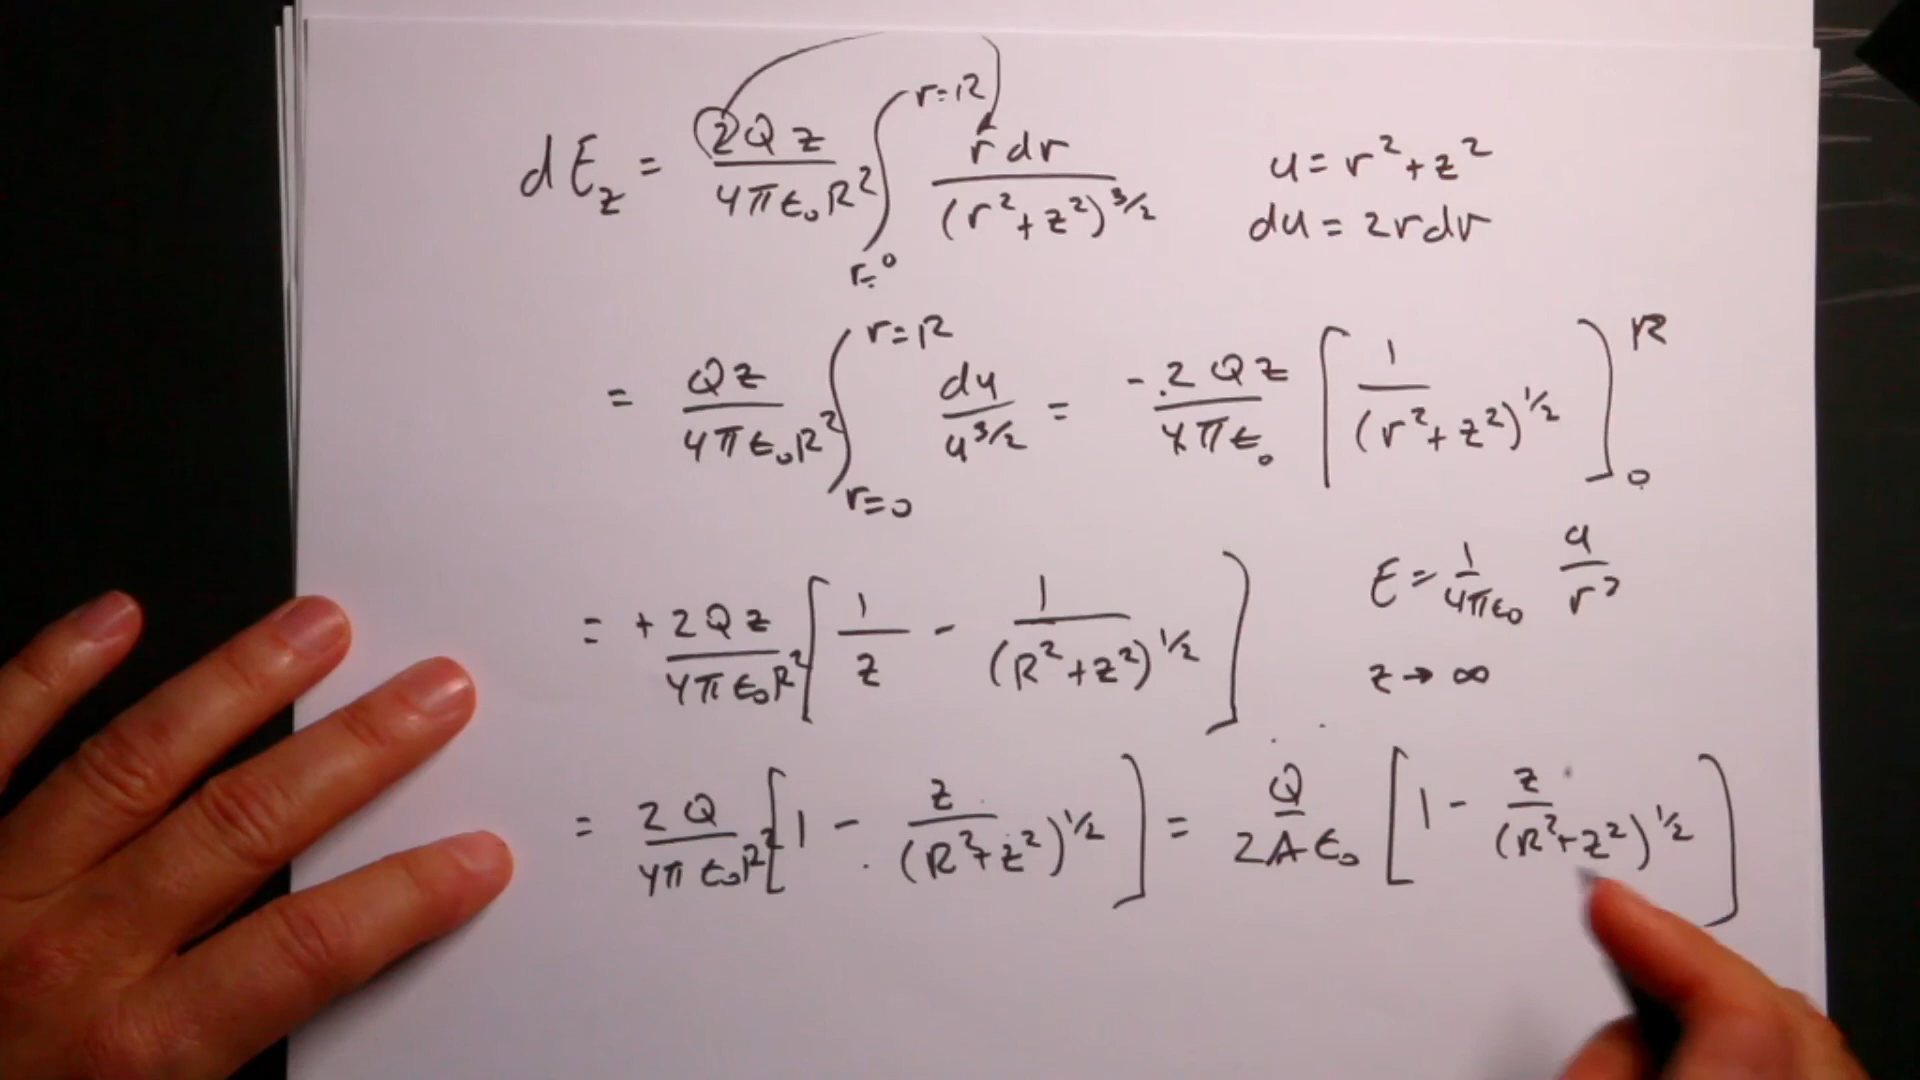 dE_z = 2Qz / 4πε₀R² ∫_{r=0}^{r=R} r dr / (r² + z²)^{3/2}
u = r² + z²
du = 2r dr
= Qz / 4πε₀R² ∫_{r=0}^{r=R} du / u^{3/2} = -2Qz / 4πε₀ [ 1 / (r² + z²)^{1/2} ]_0^R
E = 1 / 4πε₀ q / r²
= + 2Qz / 4πε₀R² [ 1 / z - 1 / (R² + z²)^{1/2} ]
z → ∞
= 2Q / 4πε₀R² [ 1 - z / (R² + z²)^{1/2} ] = Q / 2Aε₀ [ 1 - z / (R² + z²)^{1/2} ]